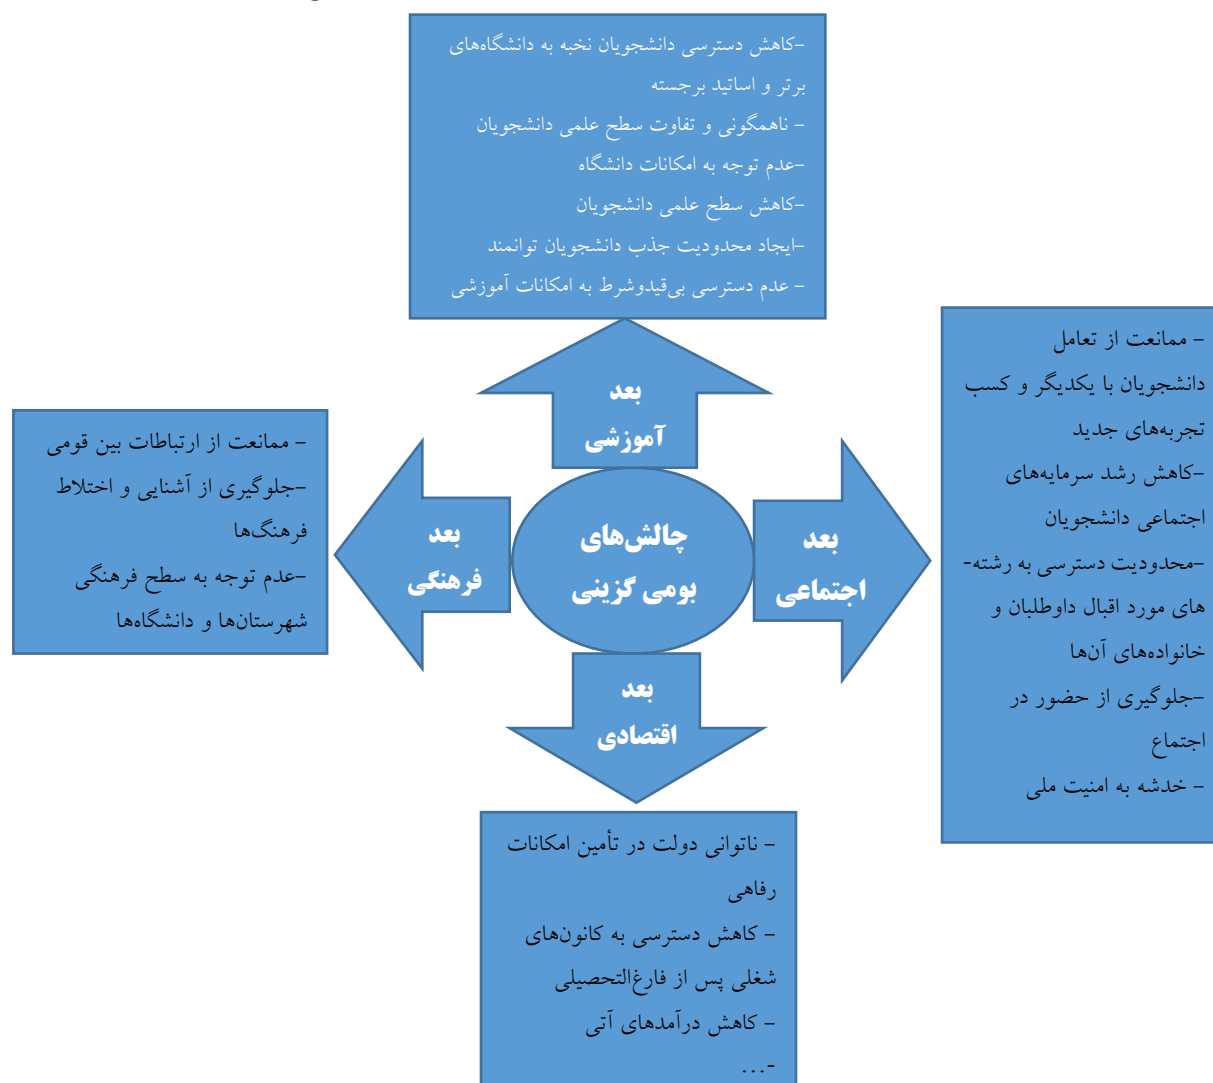 -کاهش دسترسی دانشجویان نخبه به دانشگاه‌های
برتر و اساتید برجسته
- ناهمگونی و تفاوت سطح علمی دانشجویان
-عدم توجه به امکانات دانشگاه
-کاهش سطح علمی دانشجویان
-ایجاد محدودیت جذب دانشجویان توانمند
- عدم دسترسی بی‌قیدوشرط به امکانات آموزشی
بعد
آموزشی
- ممانعت از تعامل
دانشجویان با یکدیگر و کسب
تجربه‌های جدید
-کاهش رشد سرمایه‌های
اجتماعی دانشجویان
-محدودیت دسترسی به رشته-
های مورد اقبال داوطلبان و
خانواده‌های آن‌ها
-جلوگیری از حضور در
اجتماع
- خدشه به امنیت ملی
بعد
اجتماعی
چالش‌های
بومی گزینی
بعد
فرهنگی
- ممانعت از ارتباطات بین قومی
-جلوگیری از آشنایی و اختلاط
فرهنگ‌ها
-عدم توجه به سطح فرهنگی
شهرستان‌ها و دانشگاه‌ها
بعد
اقتصادی
- ناتوانی دولت در تأمین امکانات
رفاهی
- کاهش دسترسی به کانون‌های
شغلی پس از فارغ‌التحصیلی
- کاهش درآمدهای آتی
-...